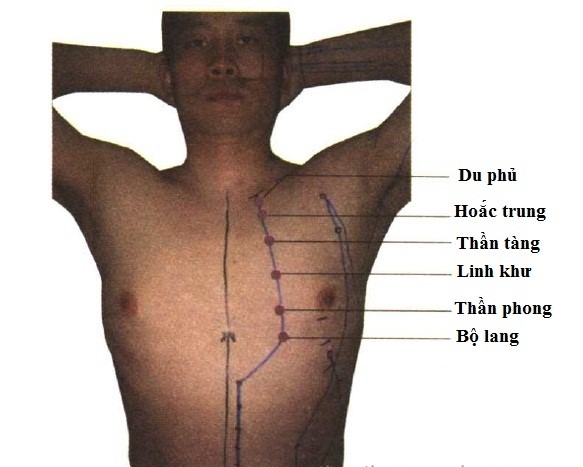 Du phủ
Hoắc trung
Thần tàng
Linh khư
Thần phong
Bộ lang